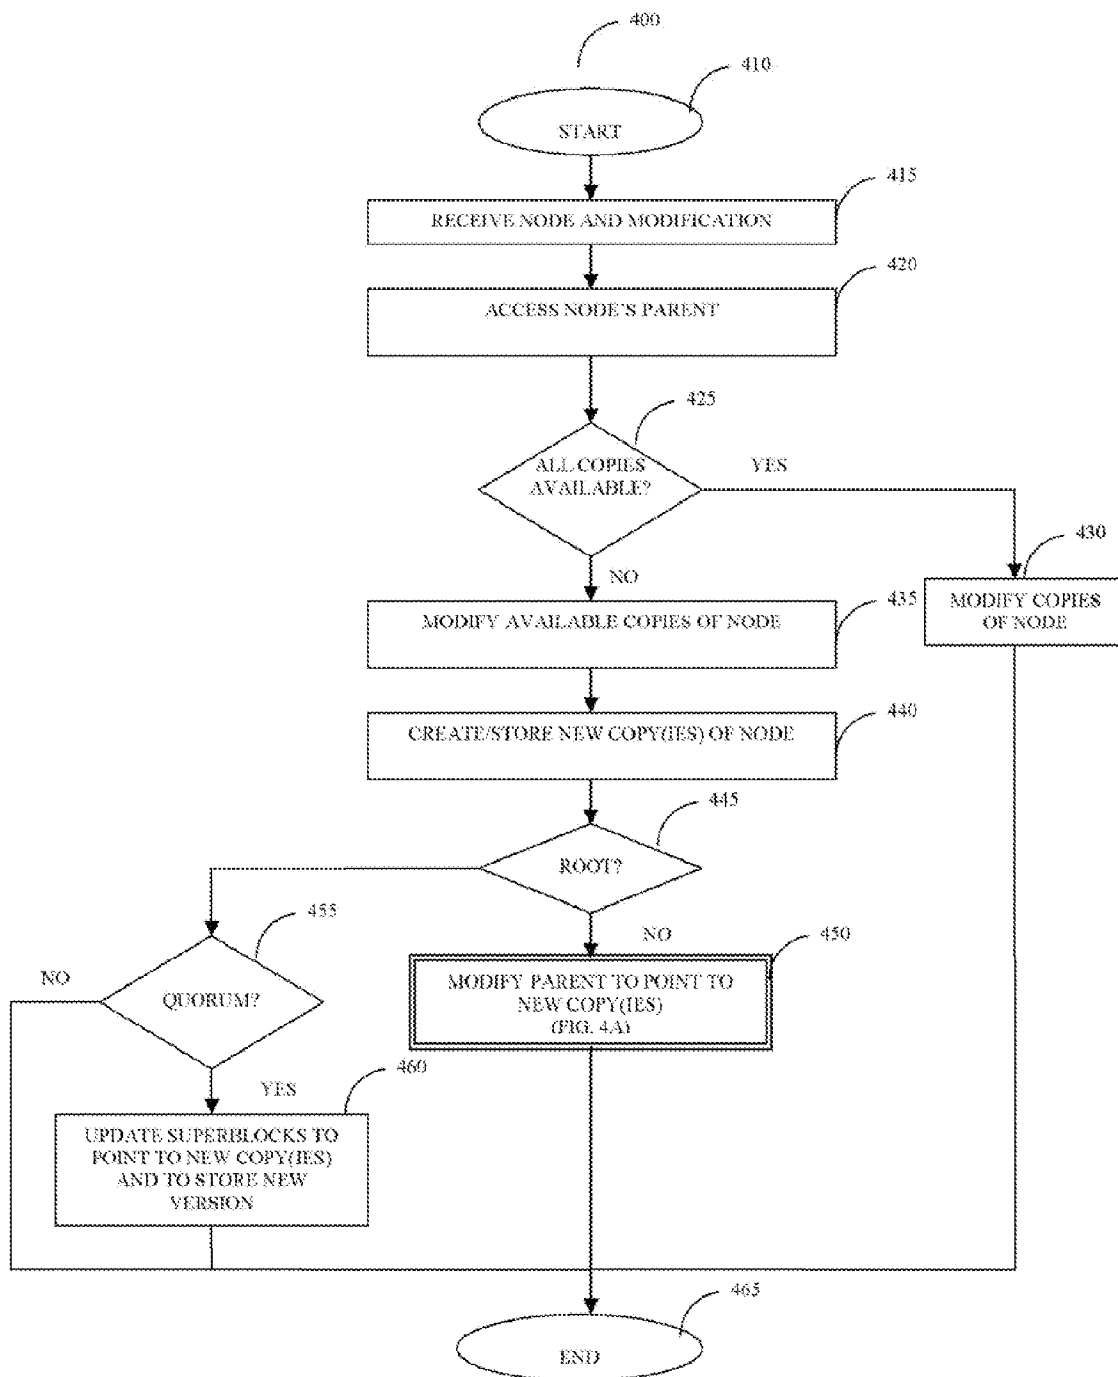 400
410
START
415
RECEIVE NODE AND MODIFICATION
420
ACCESS NODE'S PARENT
425
ALL COPIES
AVAILABLE?
YES
430
NO
MODIFY COPIES
OF NODE
435
MODIFY AVAILABLE COPIES OF NODE
440
CREATE/STORE NEW COPY(IES) OF NODE
445
ROOT?
455
NO
450
NO
QUORUM?
MODIFY PARENT TO POINT TO
NEW COPY(IES)
(FIG. 4A)
460
YES
UPDATE SUPERBLOCKS TO
POINT TO NEW COPY(IES)
AND TO STORE NEW
VERSION
465
END